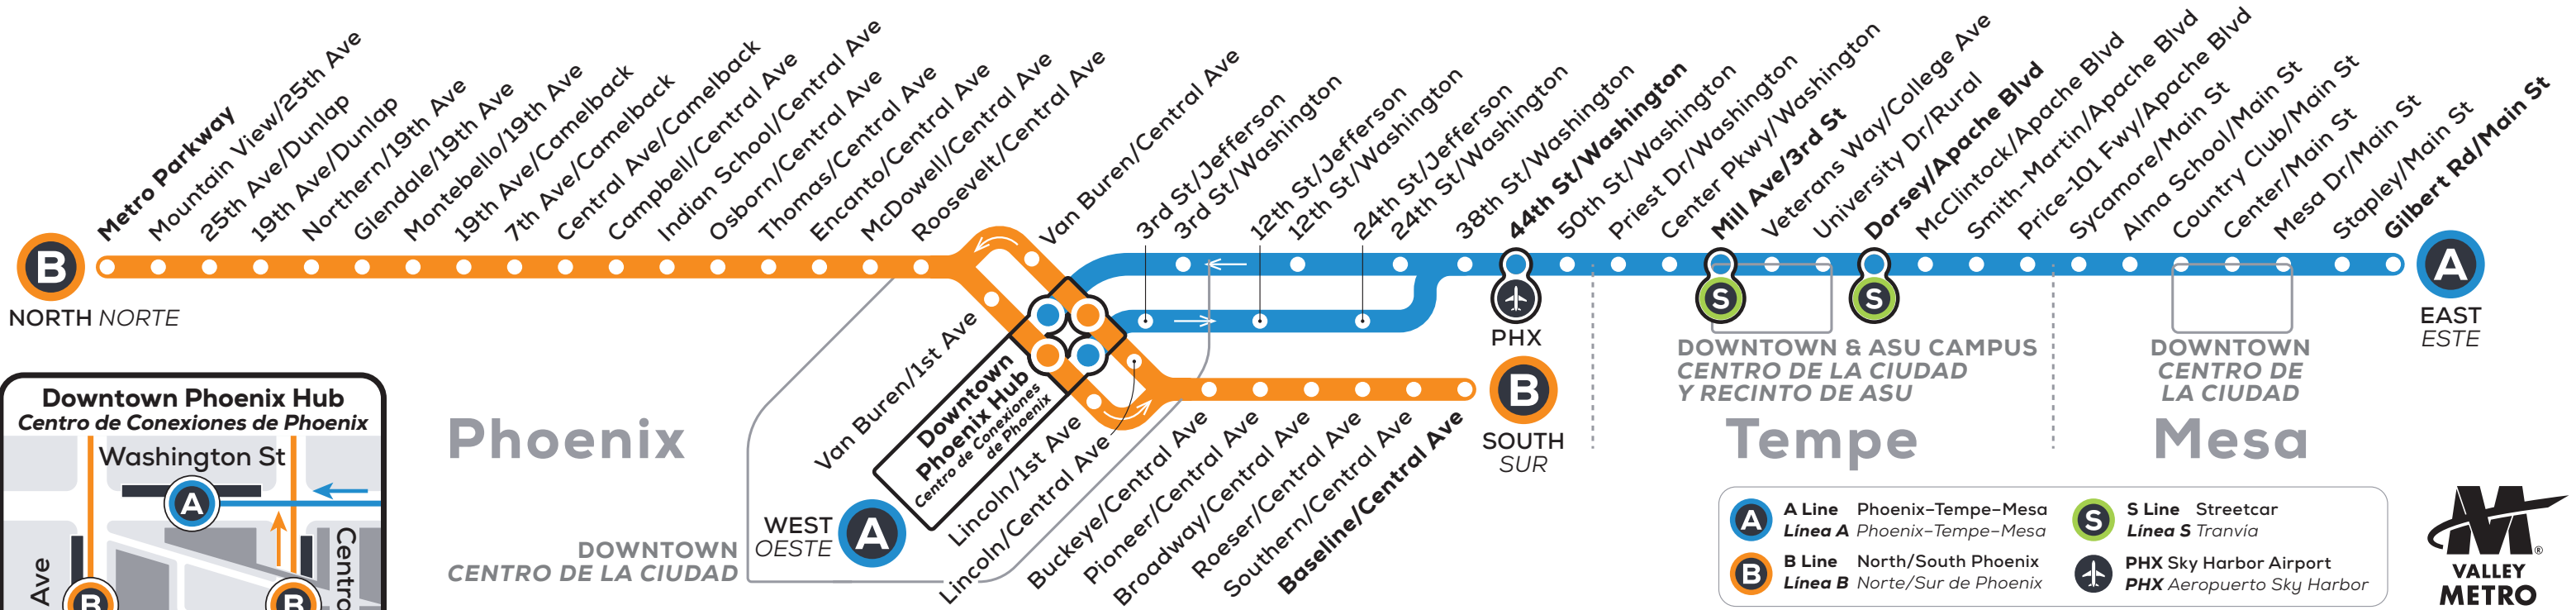 Metro Parkway
Mountain View/25th Ave
25th Ave/Dunlap
19th Ave/Dunlap
Northern/19th Ave
Glendale/19th Ave
Montebello/19th Ave
19th Ave/Camelback
7th Ave/Camelback
Central Ave/Camelback
Campbell/Central Ave
Indian School/Central Ave
Osborn/Central Ave
Thomas/Central Ave
Encanto/Central Ave
McDowell/Central Ave
Roosevelt/Central Ave
Van Buren/Central Ave
3rd St/Jefferson
3rd St/Washington
12th St/Jefferson
12th St/Washington
24th St/Jefferson
24th St/Washington
38th St/Washington
44th St/Washington
50th St/Washington
Priest Dr/Washington
Center Pkwy/Washington
Mill Ave/3rd St
Veterans Way/College Ave
University Dr/Rural
Dorsey/Apache Blvd
McClintock/Apache Blvd
Smith-Martin/Apache Blvd
Price-101 Fwy/Apache Blvd
Sycamore/Main St
Alma School/Main St
Country Club/Main St
Center/Main St
Mesa Dr/Main St
Stapley/Main St
Gilbert Rd/Main St
B
NORTH NORTE
A
EAST
ESTE
S
S
PHX
B
SOUTH
SUR
Van Buren/1st Ave
Downtown
Phoenix Hub
Centro de Conexiones
de Phoenix
Lincoln/1st Ave
Lincoln/Central Ave
Buckeye/Central Ave
Pioneer/Central Ave
Broadway/Central Ave
Roeser/Central Ave
Southern/Central Ave
Baseline/Central Ave
WEST
OESTE
A
DOWNTOWN
CENTRO DE LA CIUDAD
Phoenix
DOWNTOWN & ASU CAMPUS
CENTRO DE LA CIUDAD
Y RECINTO DE ASU
Tempe
DOWNTOWN
CENTRO DE
LA CIUDAD
Mesa
Downtown Phoenix Hub
Centro de Conexiones de Phoenix
Washington St
A
Ave
Centra
B
B
A
A Line Phoenix–Tempe–Mesa
Línea A Phoenix–Tempe–Mesa
B
B Line North/South Phoenix
Línea B Norte/Sur de Phoenix
S
S Line Streetcar
Línea S Tranvía
PHX Sky Harbor Airport
PHX Aeropuerto Sky Harbor
VALLEY
METRO